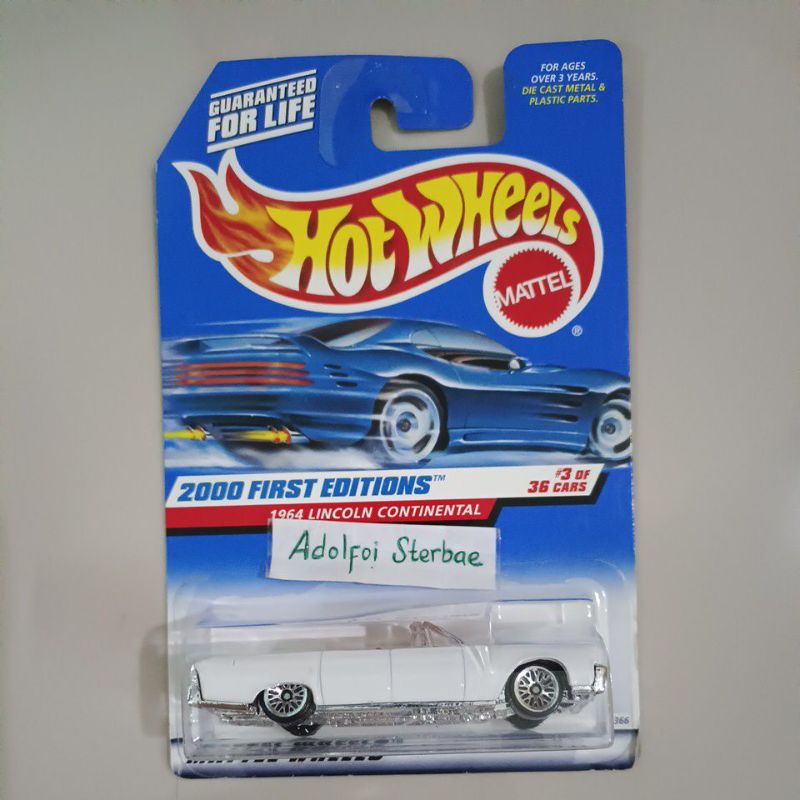 GUARANTEED
FOR LIFE
FOR AGES
OVER 3 YEARS.
DIE CAST METAL &
PLASTIC PARTS.
HOT WHEELS
MATTEL
®
2000 FIRST EDITIONS™
#3 OF
36 CARS
1964 LINCOLN CONTINENTAL
Adolfoi Sterbae
366